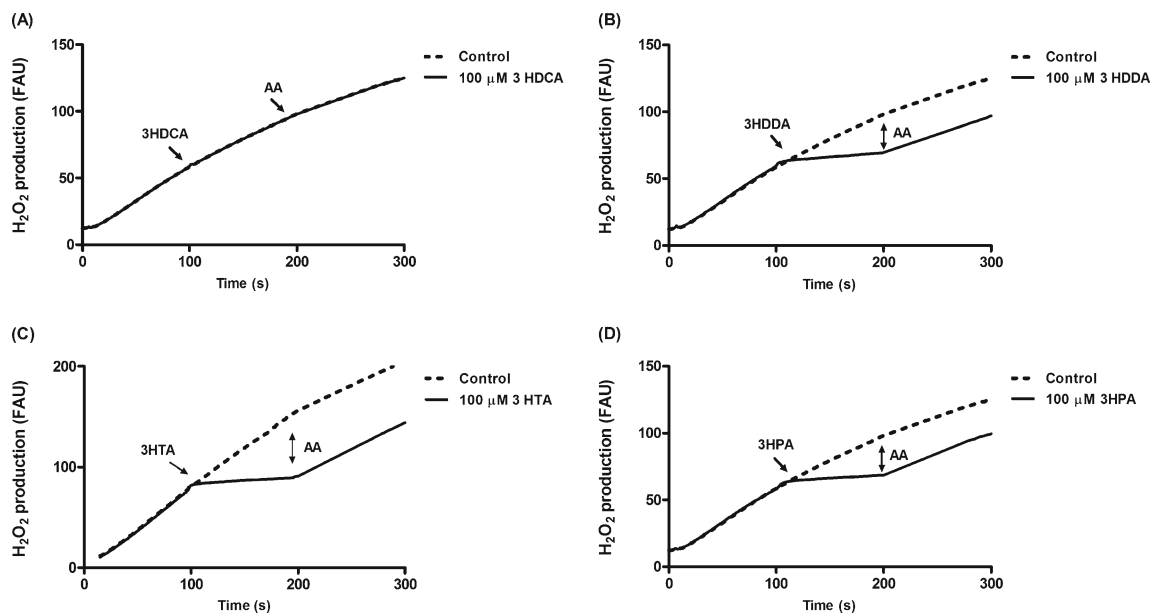 (A)
H₂O₂ production (FAU)
150
100
50
0
3HDCA
AA
Control
100 μM 3 HDCA
0 100 200 300
Time (s)
(B)
H₂O₂ production (FAU)
150
100
50
0
3HDDA
AA
Control
100 μM 3 HDDA
0 100 200 300
Time (s)
(C)
H₂O₂ production (FAU)
200
100
0
3HTA
AA
Control
100 μM 3 HTA
0 100 200 300
Time (s)
(D)
H₂O₂ production (FAU)
150
100
50
0
3HPA
AA
Control
100 μM 3HPA
0 100 200 300
Time (s)